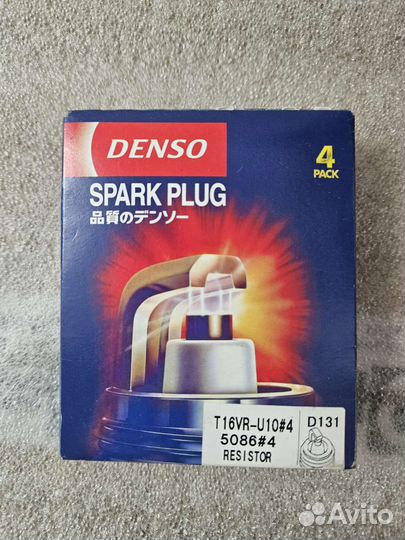 DENSO
4
PACK
SPARK PLUG
品質のデンソー
T16VR-U10#4
D131
5086#4
RESISTOR
Avito